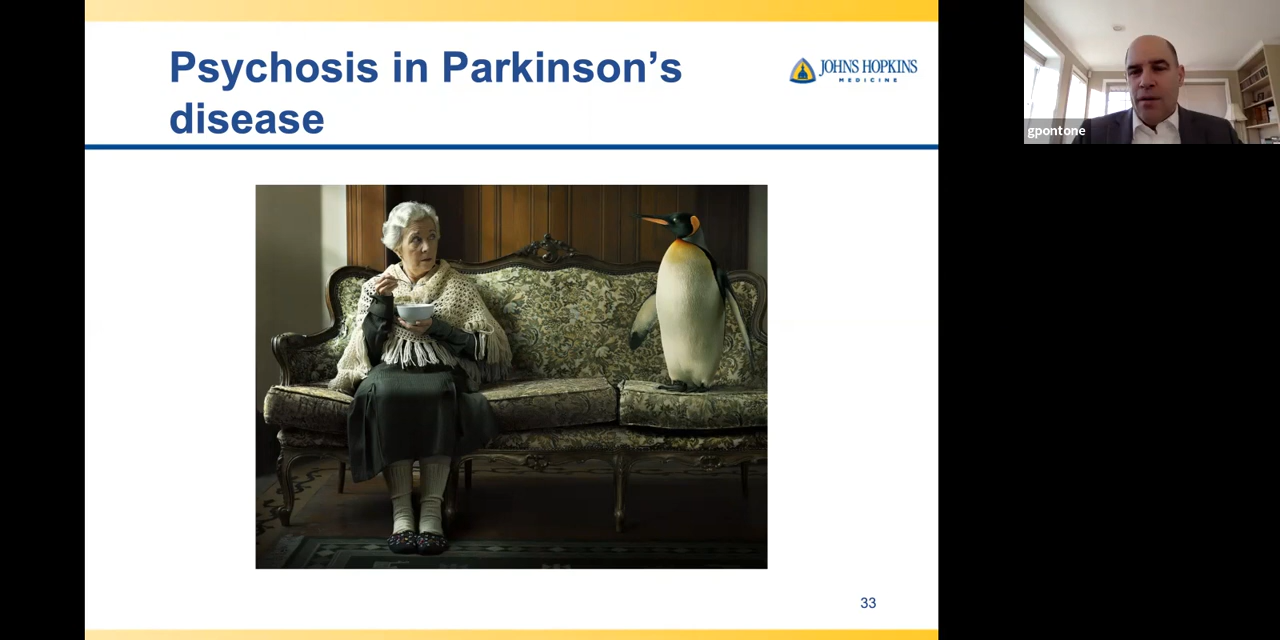 Psychosis in Parkinson’s
disease
JOHNS HOPKINS
MEDICINE
gpontone
33